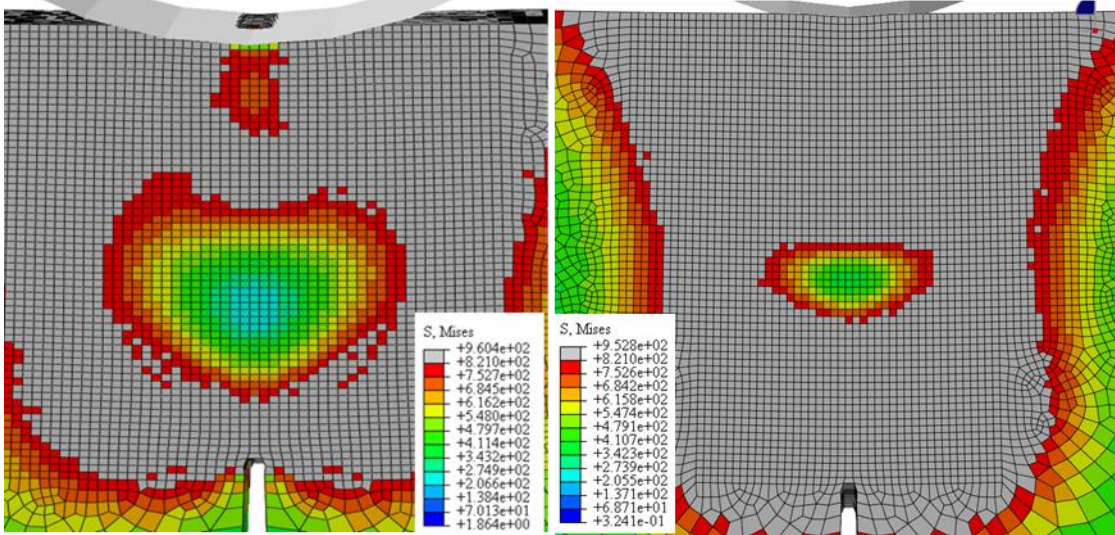 S, Mises
+9.604e+02
+8.210e+02
+7.527e+02
+6.845e+02
+6.162e+02
+5.480e+02
+4.797e+02
+4.114e+02
+3.432e+02
+2.749e+02
+2.066e+02
+1.384e+02
+7.013e+01
+1.864e+00
S, Mises
+9.528e+02
+8.210e+02
+7.526e+02
+6.842e+02
+6.158e+02
+5.474e+02
+4.791e+02
+4.107e+02
+3.423e+02
+2.739e+02
+2.055e+02
+1.371e+02
+6.871e+01
+3.241e-01